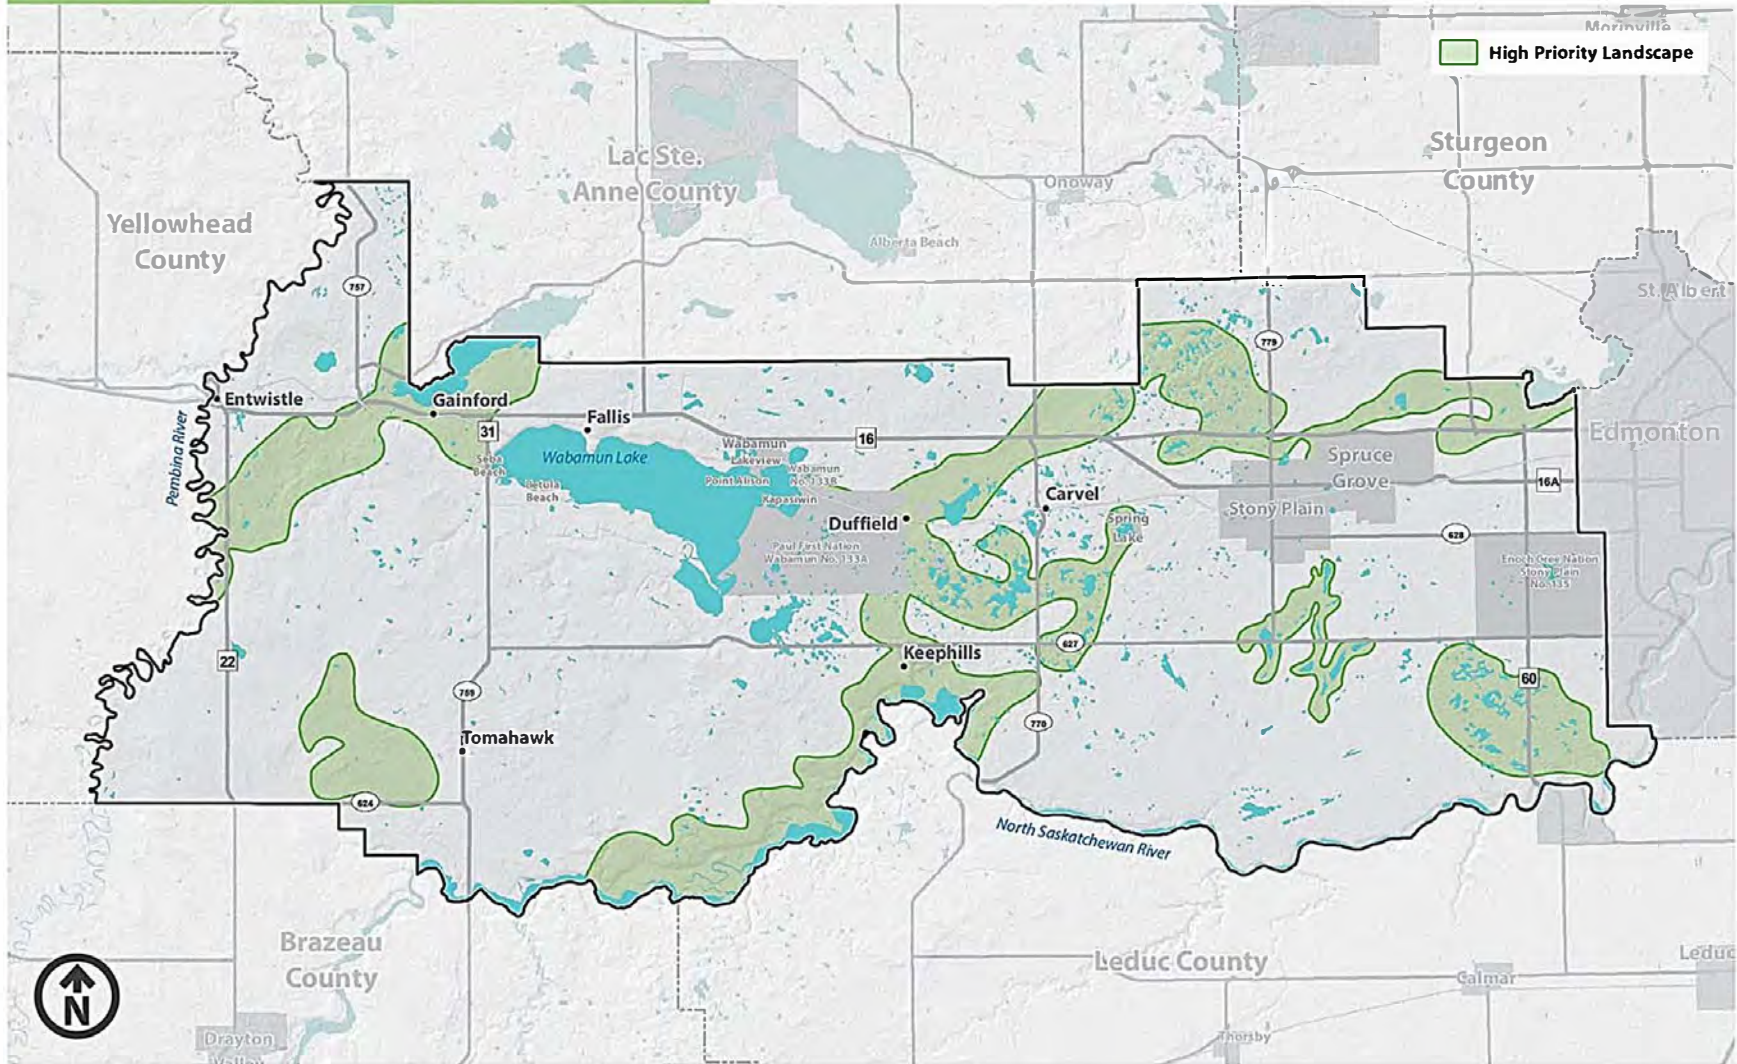 Morinville
High Priority Landscape
Sturgeon
County
Lac Ste.
Anne County
Onoway
Yellowhead
County
Alberta Beach
757
St. Albert
779
Entwistle
Gainford
Fallis
31
16
Edmonton
Pembina River
Seba
Beach
Wabamun Lake
Betula
Beach
Wabamun
Lakeview
Point Alison
Wabamun
No. 133B
Kapasiwin
Spruce
Grove
16A
Carvel
Stony Plain
Duffield
Spring
Lake
628
Paul First Nation
Wabamun No. 133A
Enoch Cree Nation
Stony Plain
No. 135
22
627
Keephills
60
759
770
Tomahawk
624
North Saskatchewan River
Brazeau
County
Leduc County
Leduc
Calmar
N
Drayton
Valley
Thorsby